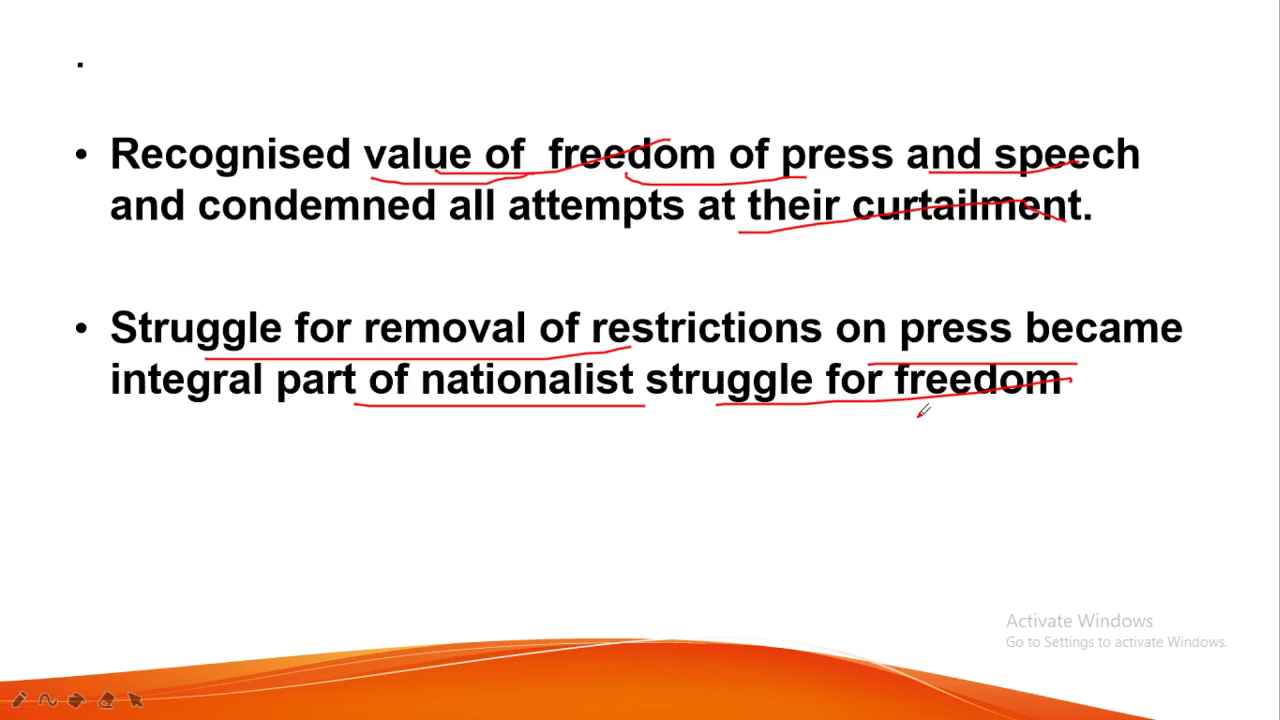 .
• Recognised value of freedom of press and speech
and condemned all attempts at their curtailment.
• Struggle for removal of restrictions on press became
integral part of nationalist struggle for freedom
Activate Windows
Go to Settings to activate Windows.